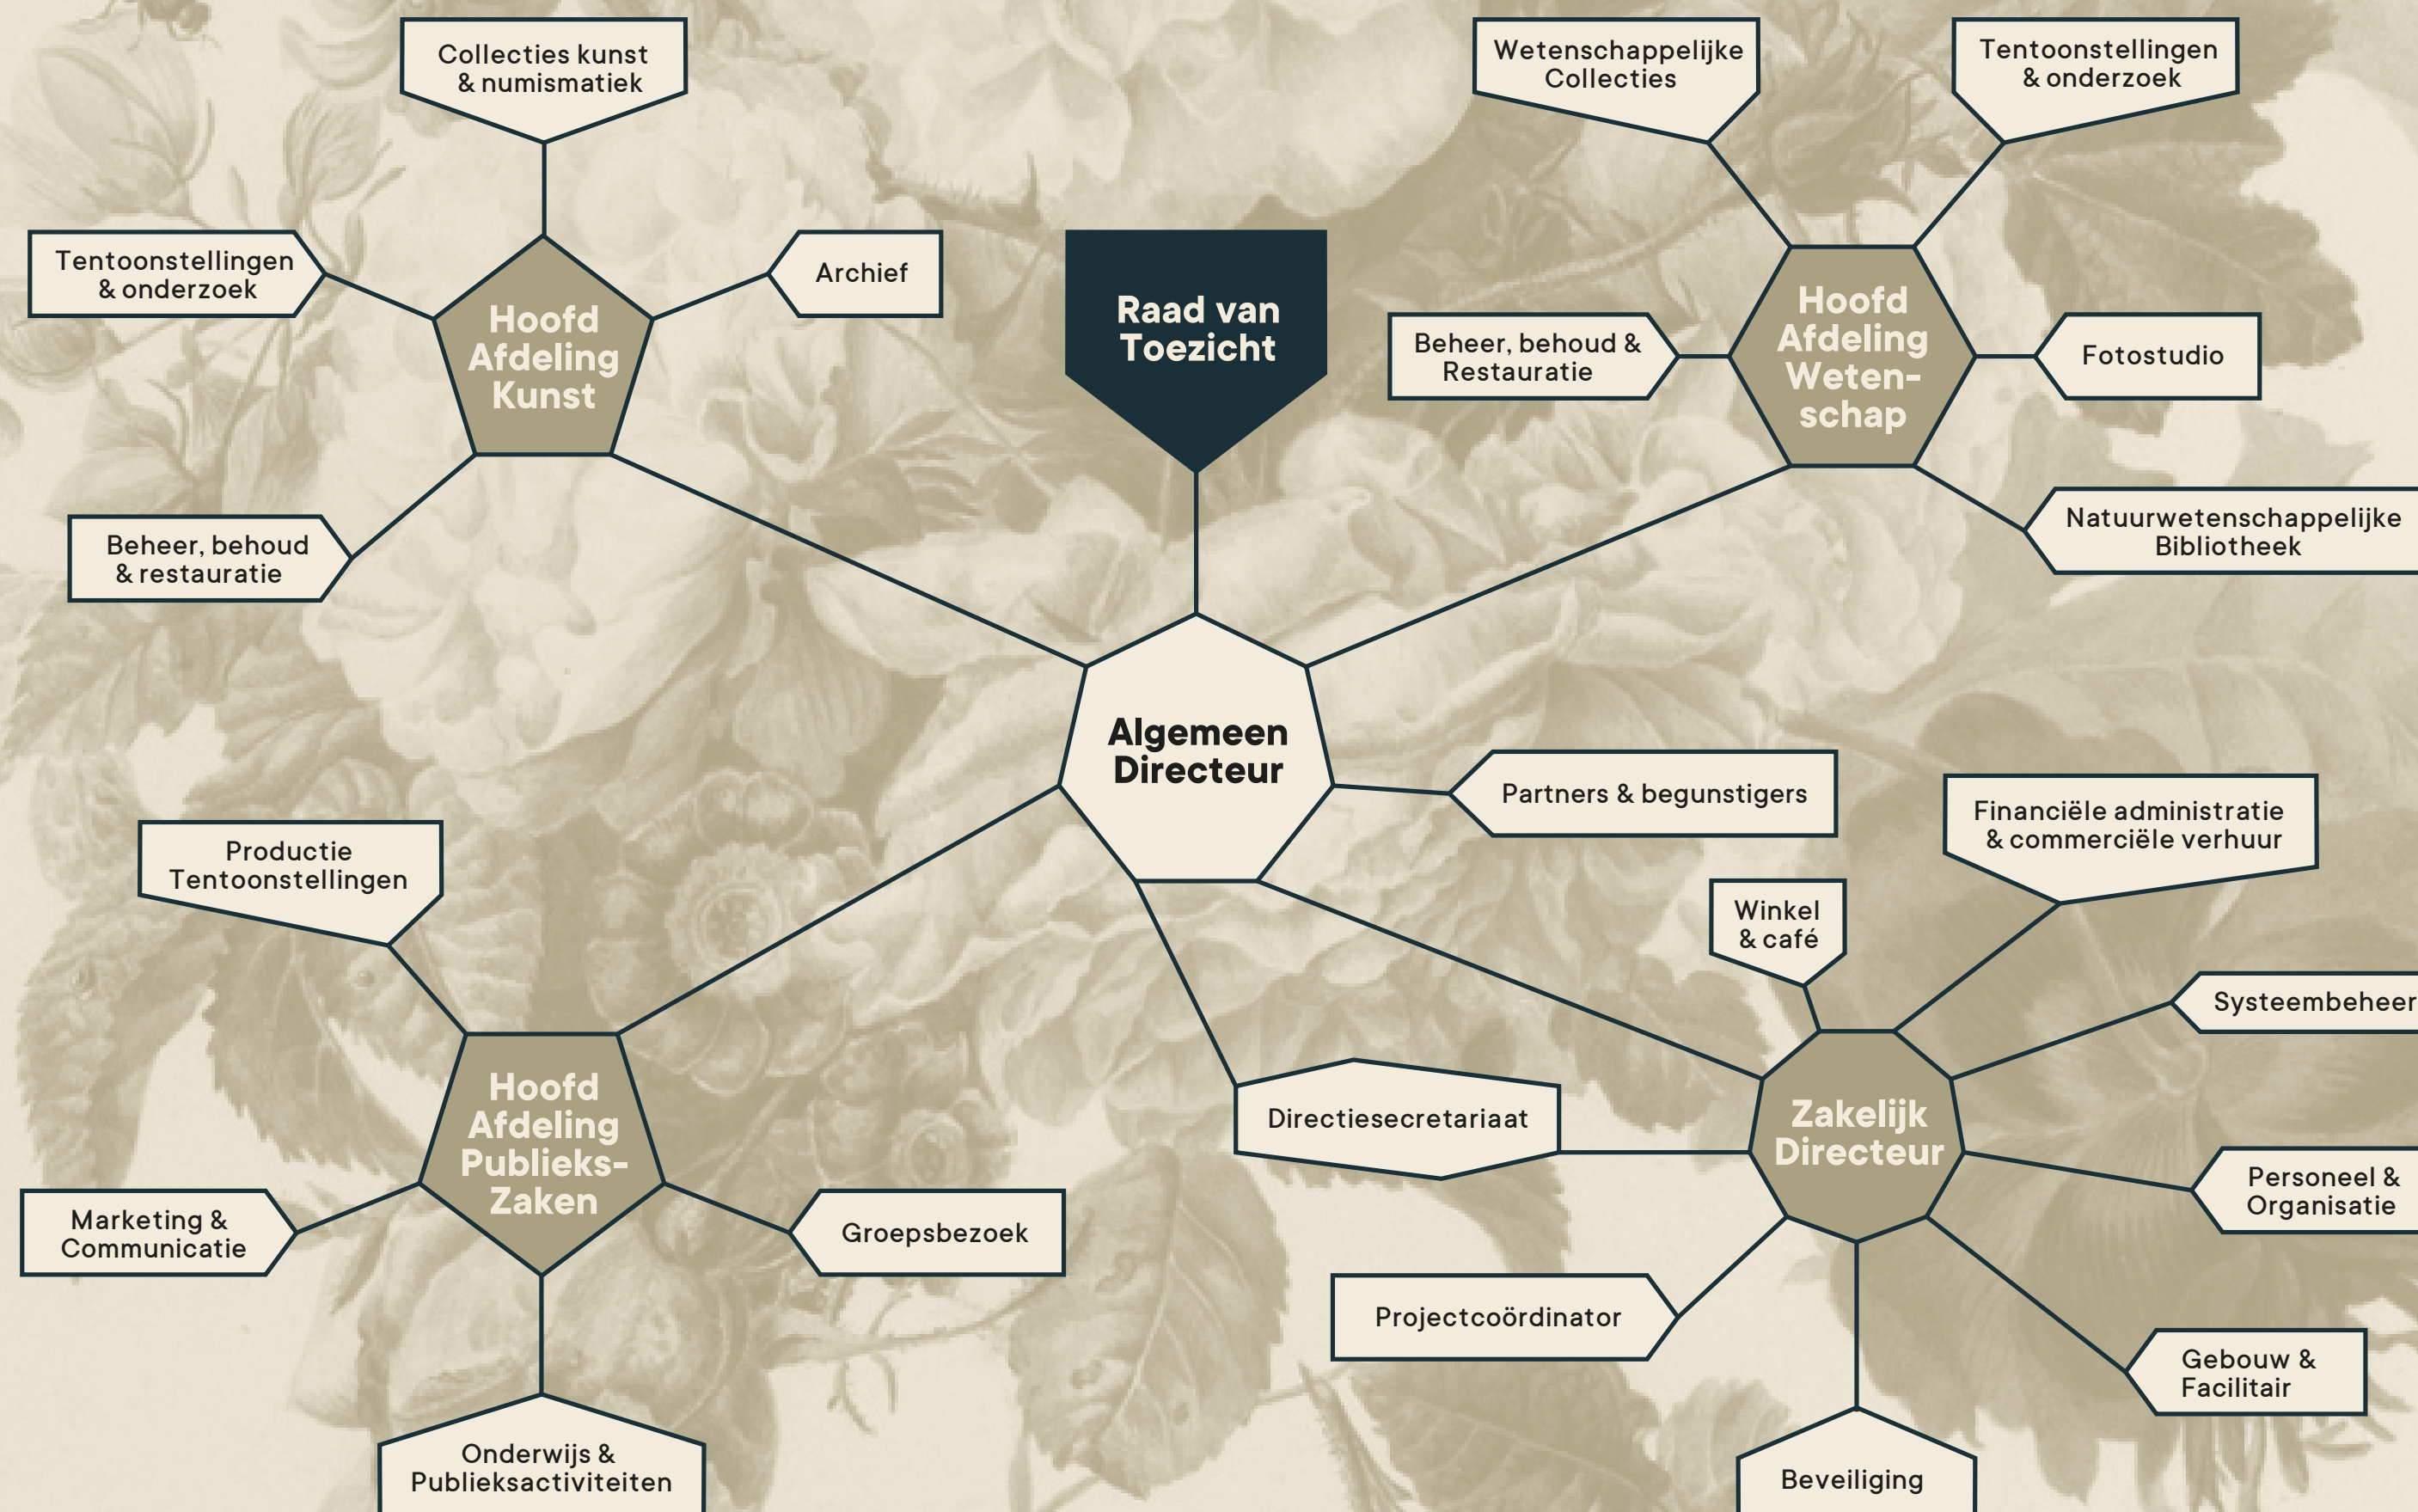 Collecties kunst
& numismatiek
Wetenschappelijke
Collecties
Tentoonstellingen
& onderzoek
Tentoonstellingen
& onderzoek
Archief
Hoofd
Afdeling
Kunst
Raad van
Toezicht
Beheer, behoud &
Restauratie
Hoofd
Afdeling
Weten-
schap
Fotostudio
Beheer, behoud
& restauratie
Natuurwetenschappelijke
Bibliotheek
Algemeen
Directeur
Partners & begunstigers
Productie
Tentoonstellingen
Financiële administratie
& commerciële verhuur
Winkel
& café
Systeembeheer
Hoofd
Afdeling
Publieks-
Zaken
Directiesecretariaat
Zakelijk
Directeur
Personeel &
Organisatie
Marketing &
Communicatie
Groepsbezoek
Projectcoördinator
Gebouw &
Facilitair
Onderwijs &
Publieksactiviteiten
Beveiliging